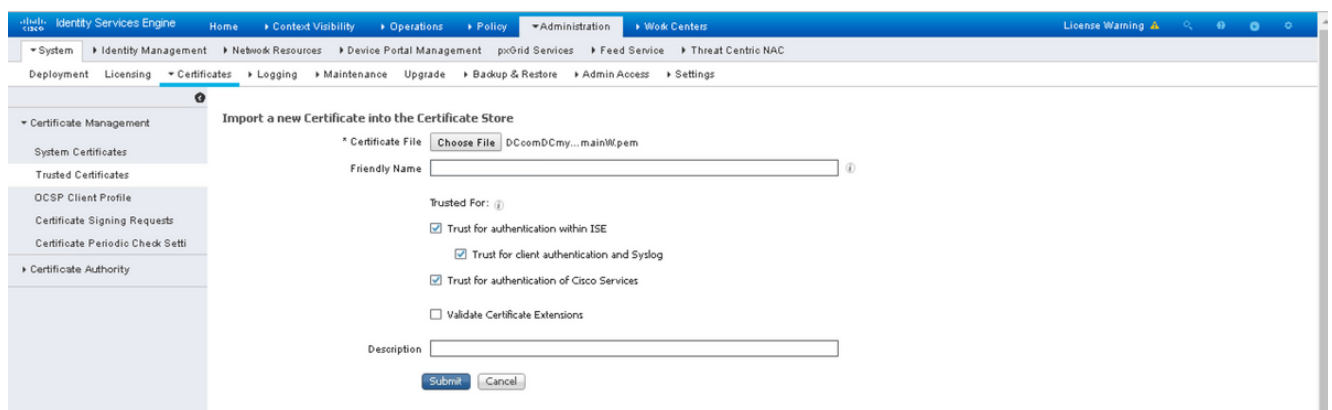 cisco Identity Services Engine Home Context Visibility Operations Policy Administration Work Centers License Warning
System Identity Management Network Resources Device Portal Management pxGrid Services Feed Service Threat Centric NAC
Deployment Licensing Certificates Logging Maintenance Upgrade Backup & Restore Admin Access Settings
Certificate Management
System Certificates
Trusted Certificates
OCSP Client Profile
Certificate Signing Requests
Certificate Periodic Check Setti
Certificate Authority
Import a new Certificate into the Certificate Store
* Certificate File Choose File DCcomDCmy...mainW.pem
Friendly Name
Trusted For:
Trust for authentication within ISE
Trust for client authentication and Syslog
Trust for authentication of Cisco Services
Validate Certificate Extensions
Description
Submit Cancel